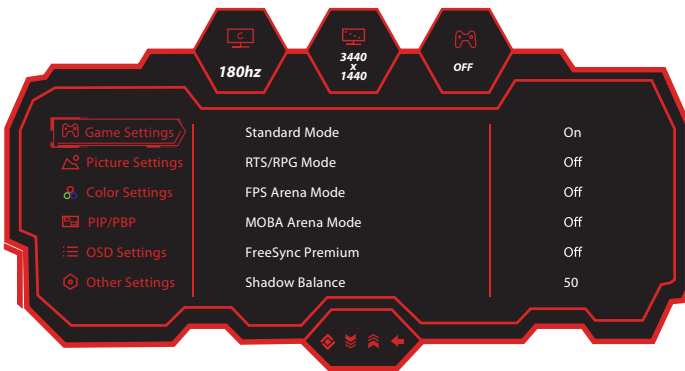 C
180hz
3440
x
1440
OFF
Game Settings
Picture Settings
Color Settings
PIP/PBP
OSD Settings
Other Settings
Standard Mode On
RTS/RPG Mode Off
FPS Arena Mode Off
MOBA Arena Mode Off
FreeSync Premium Off
Shadow Balance 50